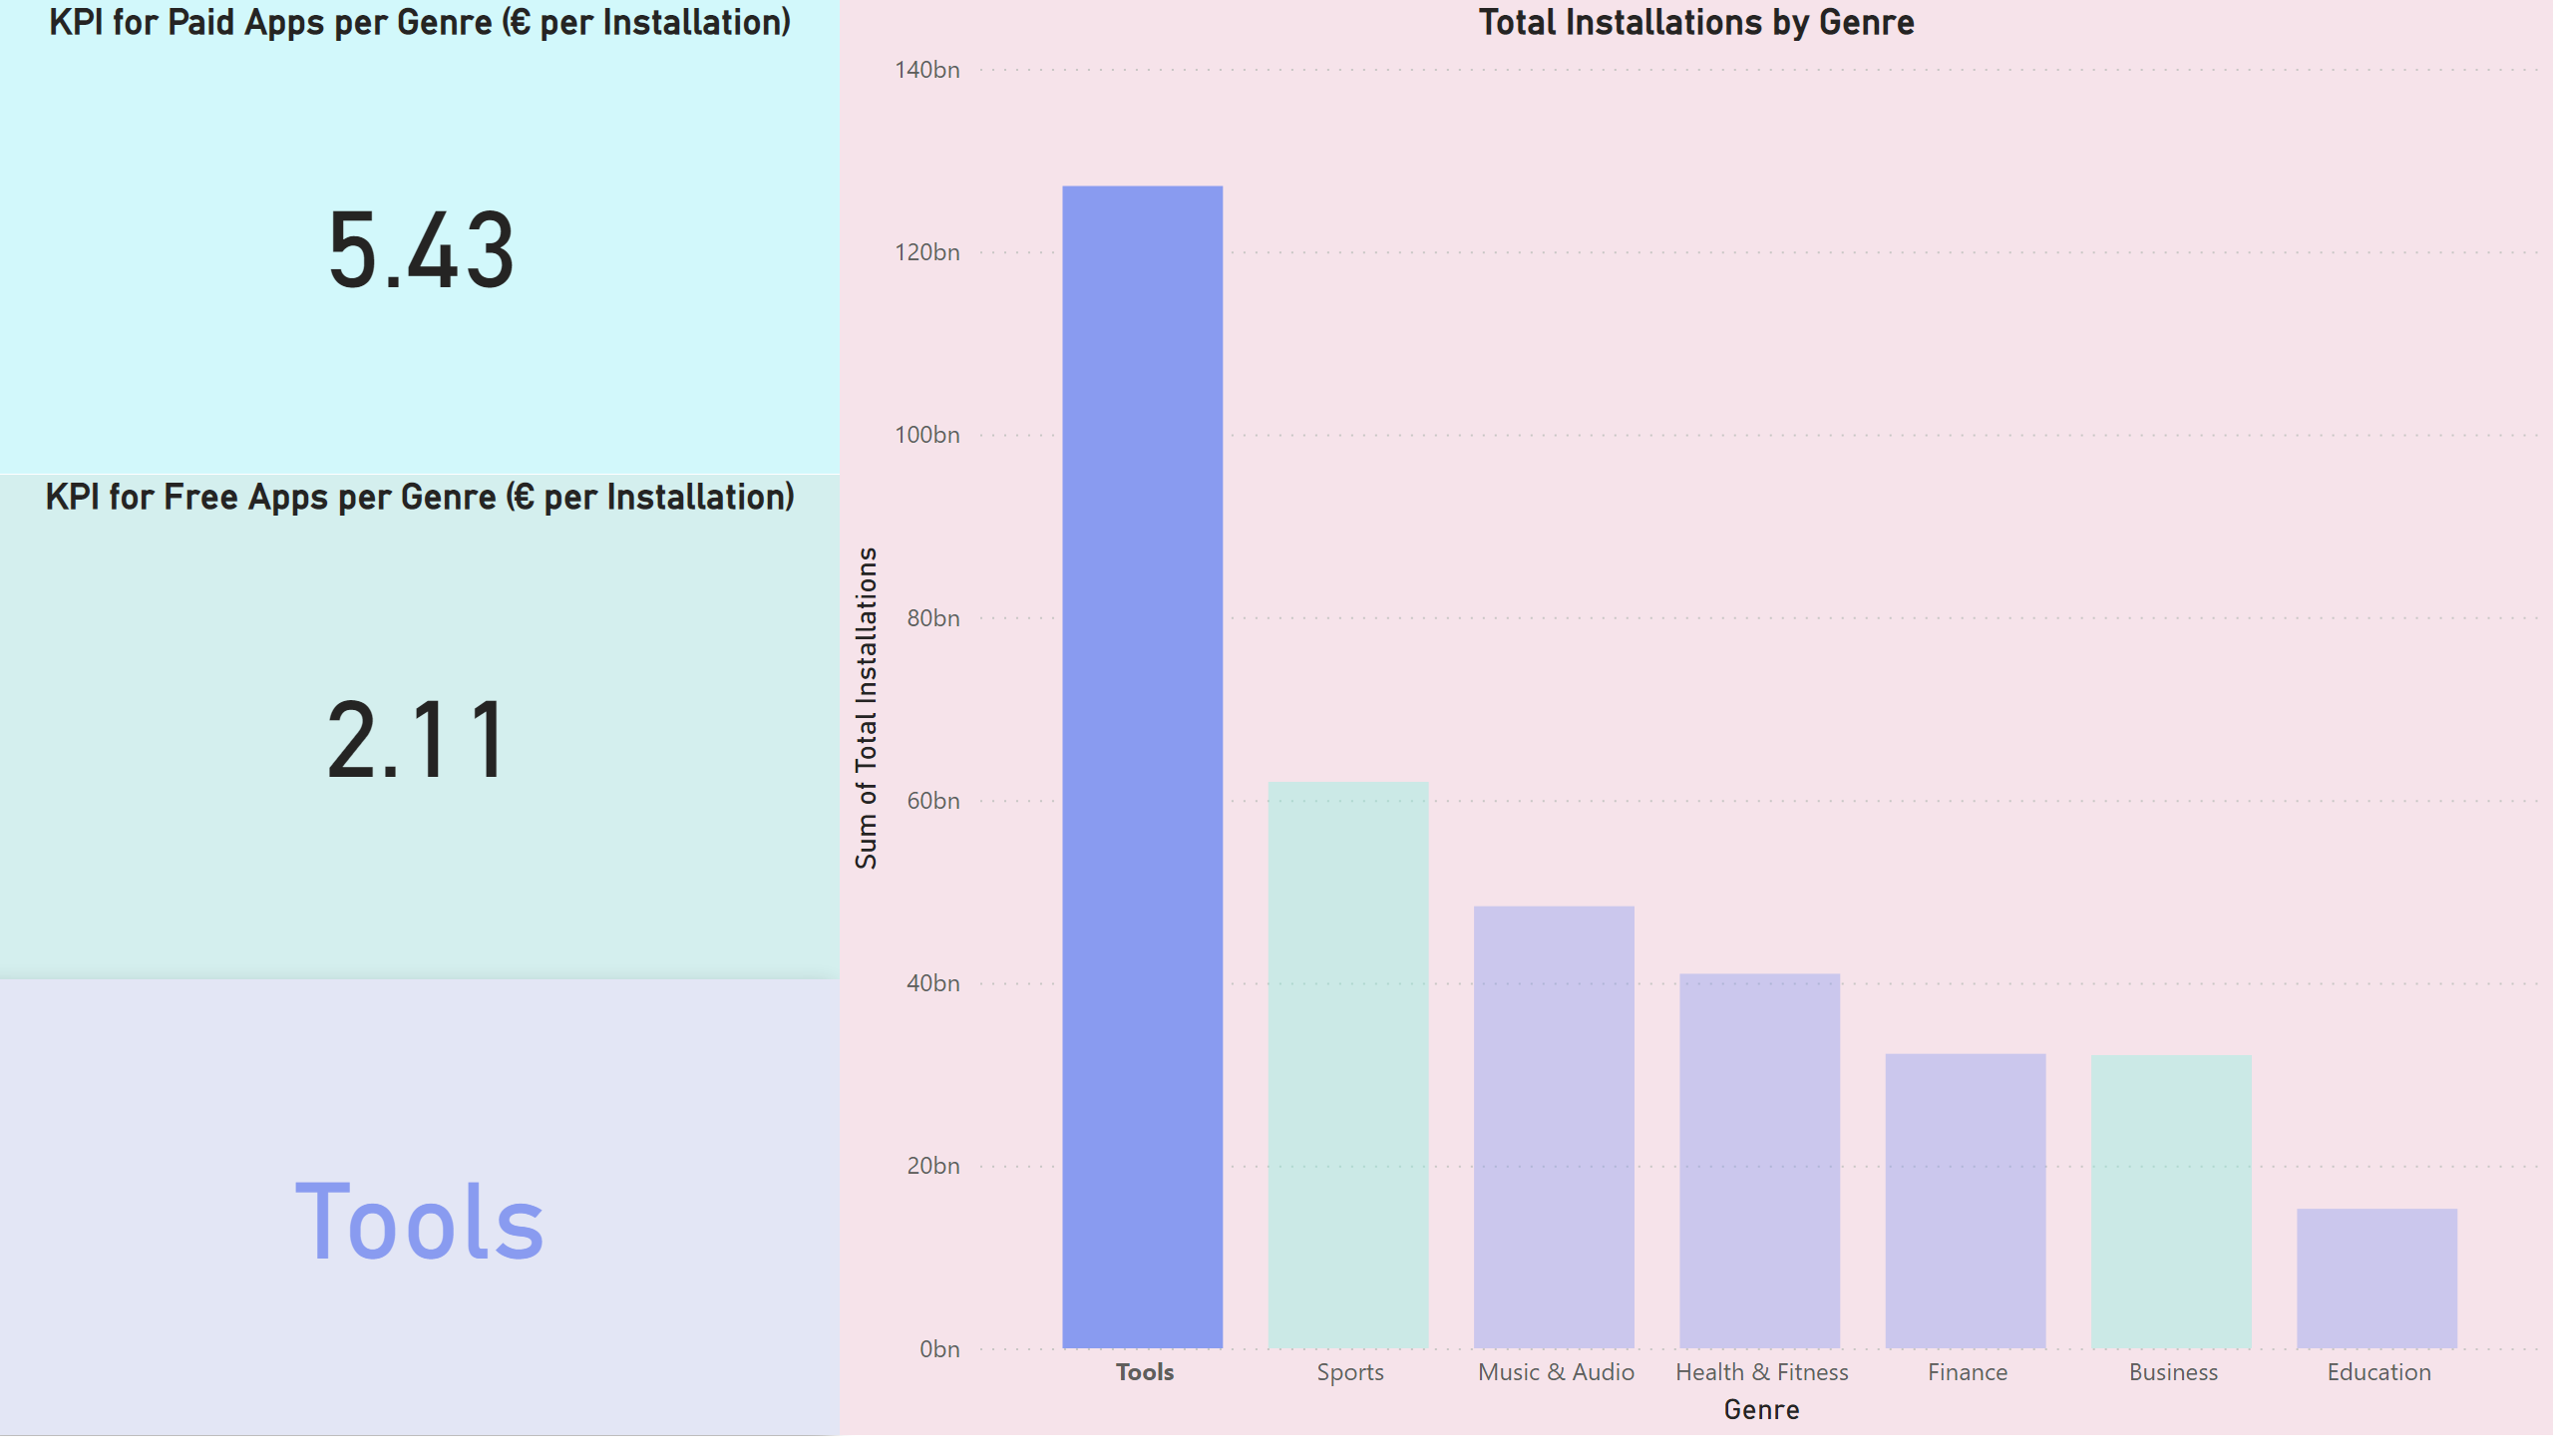 KPI for Paid Apps per Genre (€ per Installation)
5.43
KPI for Free Apps per Genre (€ per Installation)
2.11
Tools
Total Installations by Genre
Sum of Total Installations
140bn
120bn
100bn
80bn
60bn
40bn
20bn
0bn
Tools Sports Music & Audio Health & Fitness Finance Business Education
Genre